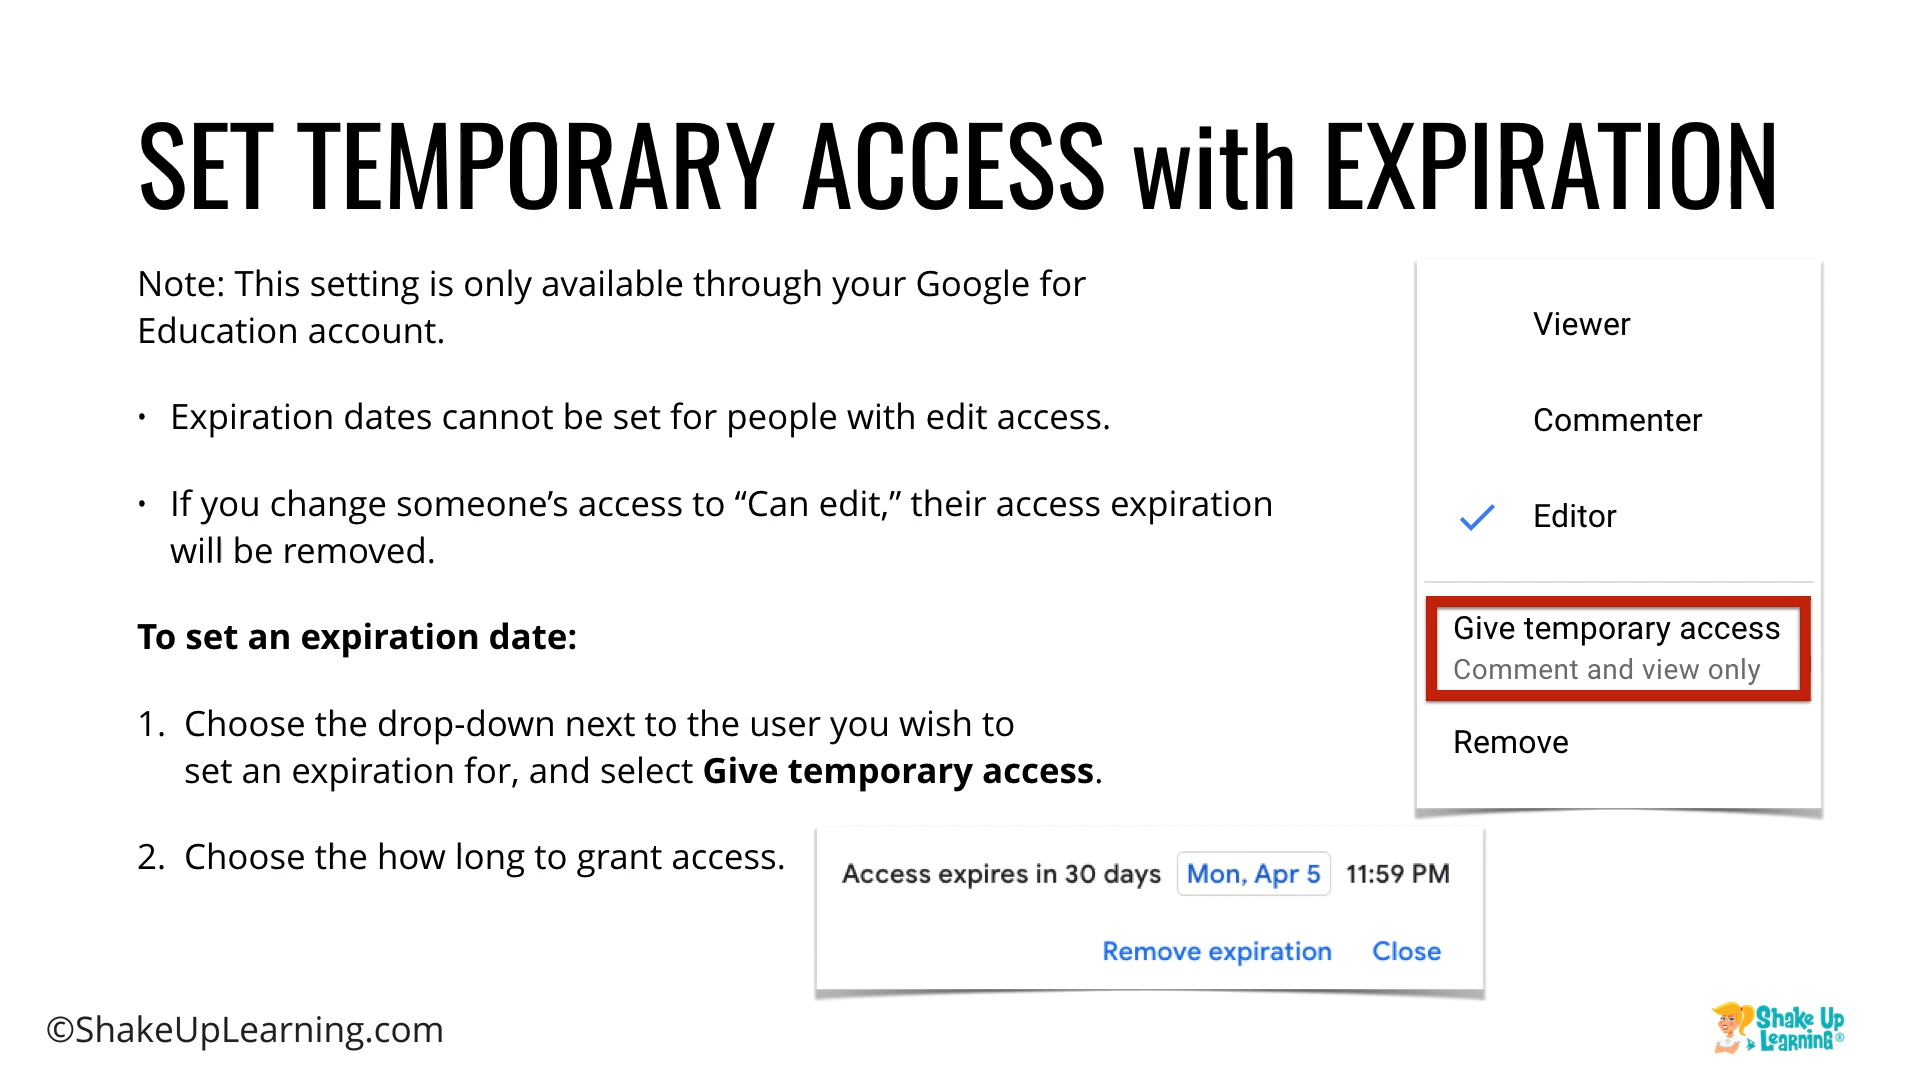 SET TEMPORARY ACCESS with EXPIRATION
Note: This setting is only available through your Google for
Education account.
• Expiration dates cannot be set for people with edit access.
• If you change someone’s access to “Can edit,” their access expiration
will be removed.
To set an expiration date:
1. Choose the drop-down next to the user you wish to
set an expiration for, and select Give temporary access.
2. Choose the how long to grant access.
Viewer
Commenter
Editor
Give temporary access
Comment and view only
Remove
Access expires in 30 days Mon, Apr 5 11:59 PM
Remove expiration Close
©ShakeUpLearning.com
Shake Up
Learning®